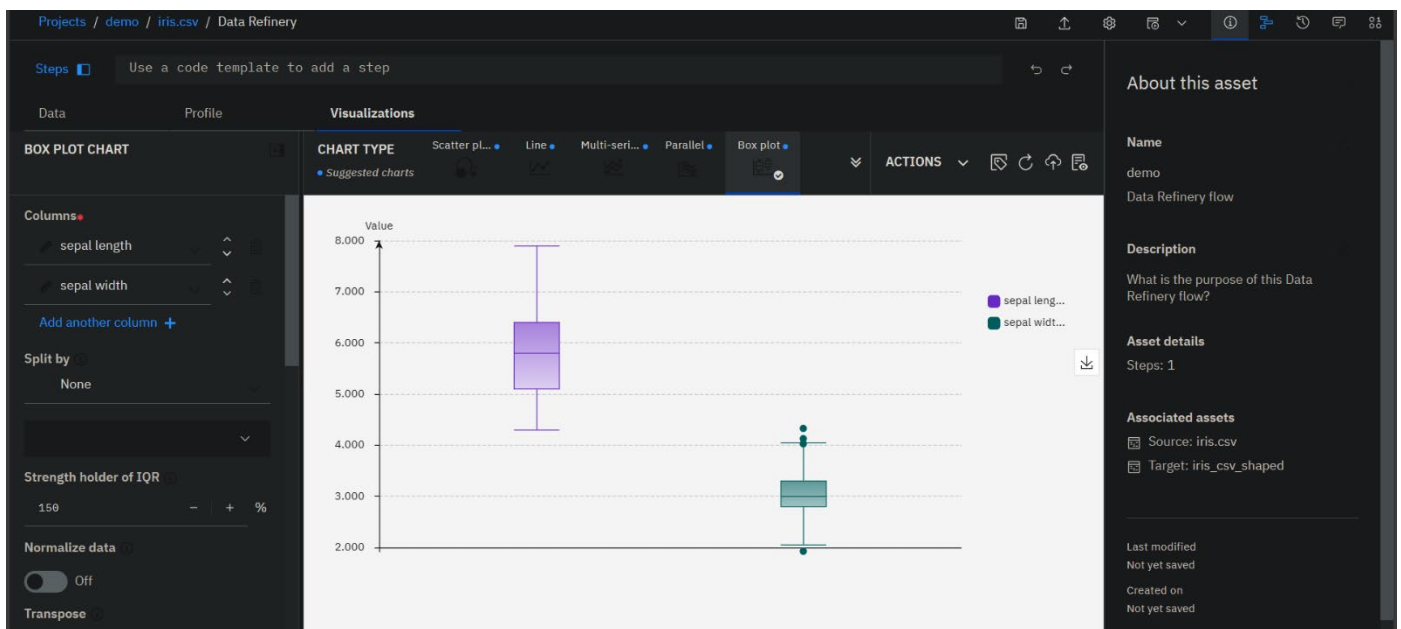 Projects / demo / iris.csv / Data Refinery
Steps
Use a code template to add a step
Data Profile Visualizations
BOX PLOT CHART
Columns
sepal length
sepal width
Add another column +
Split by
None
Strength holder of IQR
150 - + %
Normalize data
Off
Transpose
CHART TYPE
Suggested charts
Scatter pl... Line Multi-seri... Parallel Box plot
ACTIONS
Value
8.000
7.000
6.000
5.000
4.000
3.000
2.000
sepal leng...
sepal widt...
About this asset
Name
demo
Data Refinery flow
Description
What is the purpose of this Data
Refinery flow?
Asset details
Steps: 1
Associated assets
Source: iris.csv
Target: iris_csv_shaped
Last modified
Not yet saved
Created on
Not yet saved